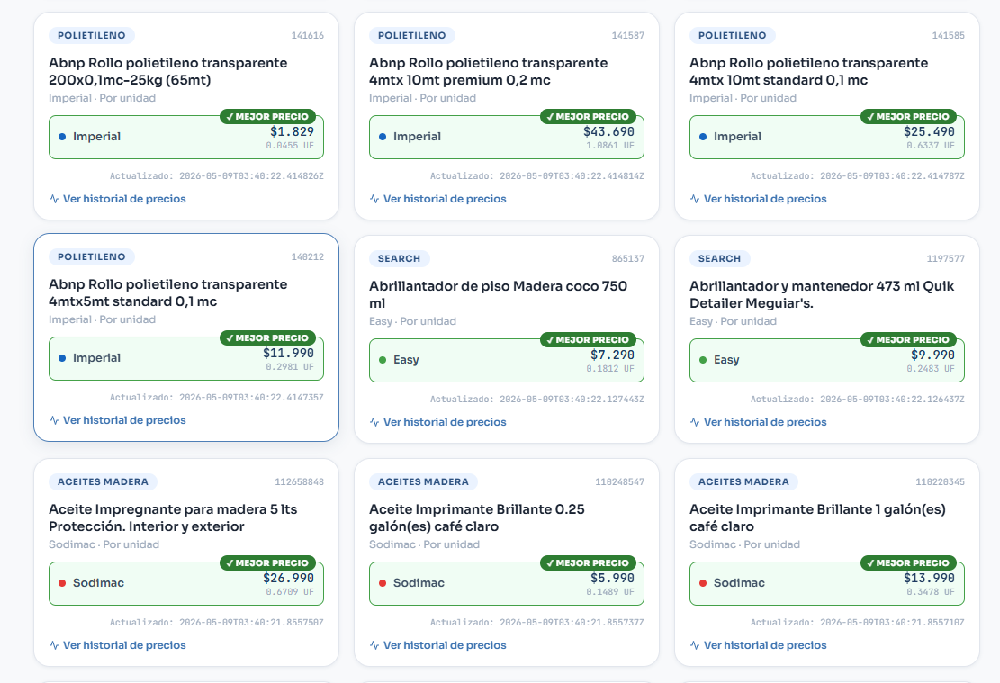 POLIETILENO 141616
Abnp Rollo polietileno transparente
200x0,1mc-25kg (65mt)
Imperial · Por unidad
✓ MEJOR PRECIO
Imperial $1.829
0.0455 UF
Actualizado: 2026-05-09T03:40:22.414826Z
Ver historial de precios
POLIETILENO 141587
Abnp Rollo polietileno transparente
4mtx 10mt premium 0,2 mc
Imperial · Por unidad
✓ MEJOR PRECIO
Imperial $43.690
1.0861 UF
Actualizado: 2026-05-09T03:40:22.414814Z
Ver historial de precios
POLIETILENO 141585
Abnp Rollo polietileno transparente
4mtx 10mt standard 0,1 mc
Imperial · Por unidad
✓ MEJOR PRECIO
Imperial $25.490
0.6337 UF
Actualizado: 2026-05-09T03:40:22.414787Z
Ver historial de precios
POLIETILENO 140212
Abnp Rollo polietileno transparente
4mtx5mt standard 0,1 mc
Imperial · Por unidad
✓ MEJOR PRECIO
Imperial $11.990
0.2981 UF
Actualizado: 2026-05-09T03:40:22.414735Z
Ver historial de precios
SEARCH 865137
Abrillantador de piso Madera coco 750
ml
Easy · Por unidad
✓ MEJOR PRECIO
Easy $7.290
0.1812 UF
Actualizado: 2026-05-09T03:40:22.127443Z
Ver historial de precios
SEARCH 1197577
Abrillantador y mantenedor 473 ml Quik
Detailer Meguiar's.
Easy · Por unidad
✓ MEJOR PRECIO
Easy $9.990
0.2483 UF
Actualizado: 2026-05-09T03:40:22.126437Z
Ver historial de precios
ACEITES MADERA 112658848
Aceite Impregnante para madera 5 lts
Protección. Interior y exterior
Sodimac · Por unidad
✓ MEJOR PRECIO
Sodimac $26.990
0.6709 UF
Actualizado: 2026-05-09T03:40:21.855750Z
Ver historial de precios
ACEITES MADERA 110248547
Aceite Imprimante Brillante 0.25
galón(es) café claro
Sodimac · Por unidad
✓ MEJOR PRECIO
Sodimac $5.990
0.1489 UF
Actualizado: 2026-05-09T03:40:21.855737Z
Ver historial de precios
ACEITES MADERA 110220345
Aceite Imprimante Brillante 1 galón(es)
café claro
Sodimac · Por unidad
✓ MEJOR PRECIO
Sodimac $13.990
0.3478 UF
Actualizado: 2026-05-09T03:40:21.855710Z
Ver historial de precios